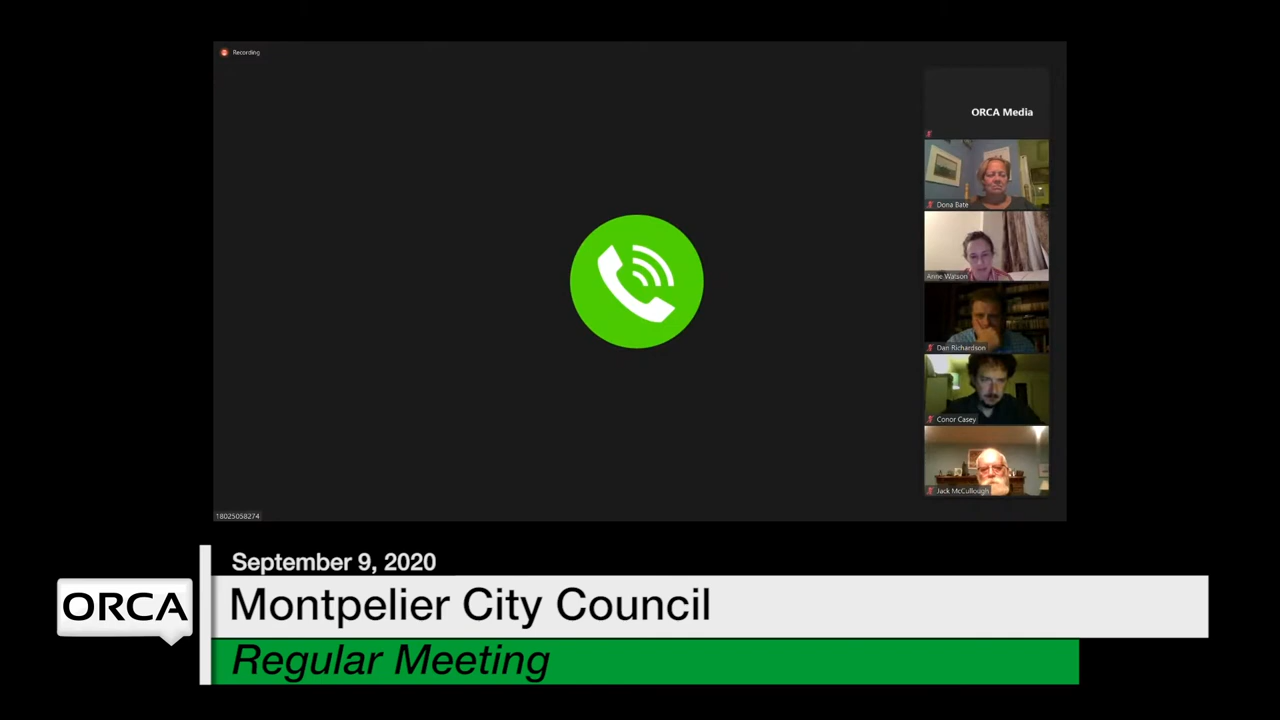 Recording
ORCA Media
Dona Bate
Anne Watson
Dan Richardson
Conor Casey
Jack McCullough
18025058274
September 9, 2020
ORCA
Montpelier City Council
Regular Meeting